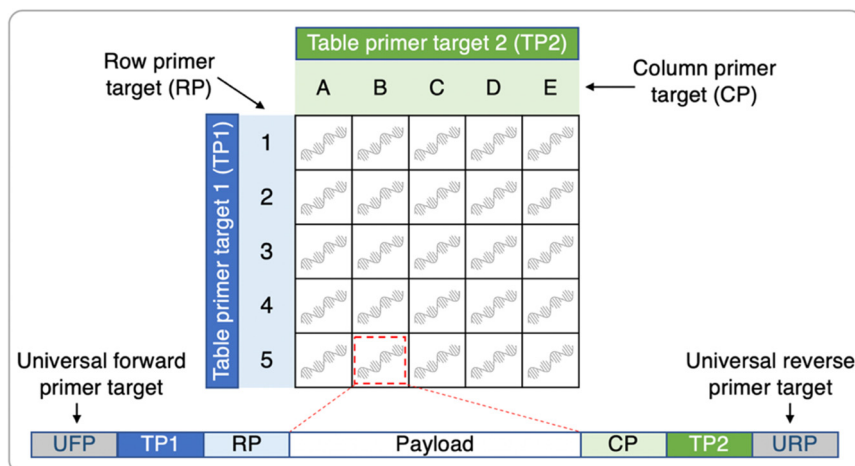 Table primer target 2 (TP2)
Row primer
target (RP)
Column primer
target (CP)
A B C D E
Table primer target 1 (TP1)
1
2
3
4
5
Universal forward
primer target
Universal reverse
primer target
UFP TP1 RP Payload CP TP2 URP